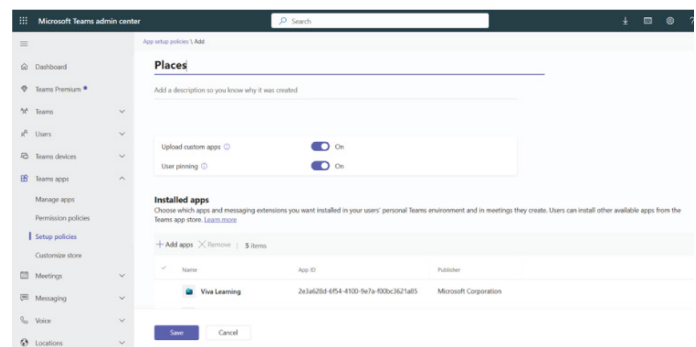 Microsoft Teams admin center
Search
?
App setup policies \ Add
Dashboard
Teams Premium
Teams
Users
Teams devices
Teams apps
Manage apps
Permission policies
Setup policies
Customize store
Meetings
Messaging
Voice
Locations
Places
Add a description so you know why it was created
Upload custom apps
On
User pinning
On
Installed apps
Choose which apps and messaging extensions you want installed in your users' personal Teams environment and in meetings they create. Users can install other available apps from the
Teams app store. Learn more
+ Add apps
Remove
5 items
Name
App ID
Publisher
Viva Learning
2e3a628d-6f54-4100-9e7a-f00bc3621a85
Microsoft Corporation
Save
Cancel